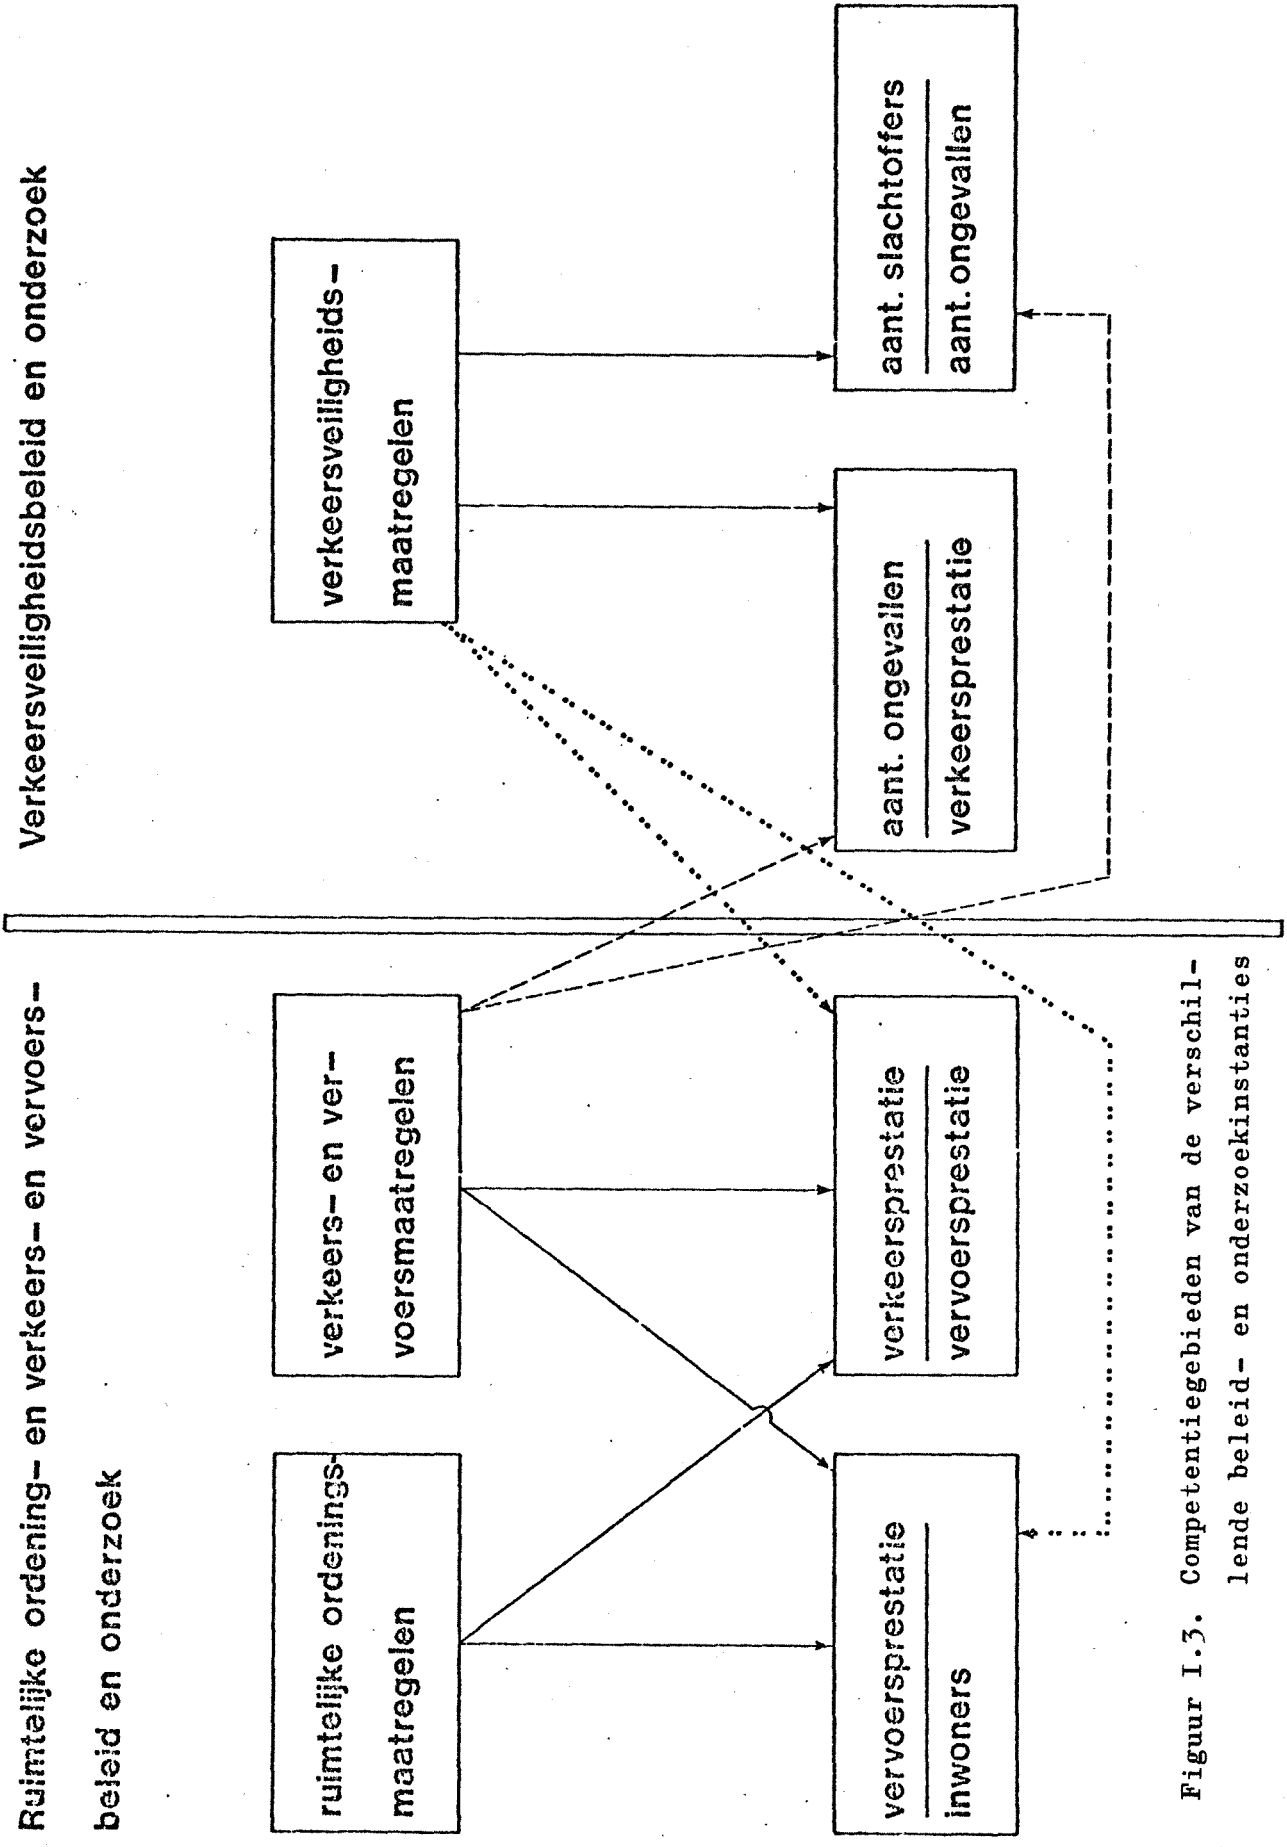 Ruimtelijke ordening– en verkeers– en vervoers–
beleid en onderzoek
Verkeersveiligheidsbeleid en onderzoek
ruimtelijke ordenings-
maatregelen
verkeers– en ver–
voersmaatregelen
verkeersveiligheids–
maatregelen
vervoersprestatie
inwoners
verkeersprestatie
vervoersprestatie
aant. ongevallen
verkeersprestatie
aant. slachtoffers
aant. ongevallen
Figuur I.3. Competentiegebieden van de verschil-
lende beleid- en onderzoekinstanties